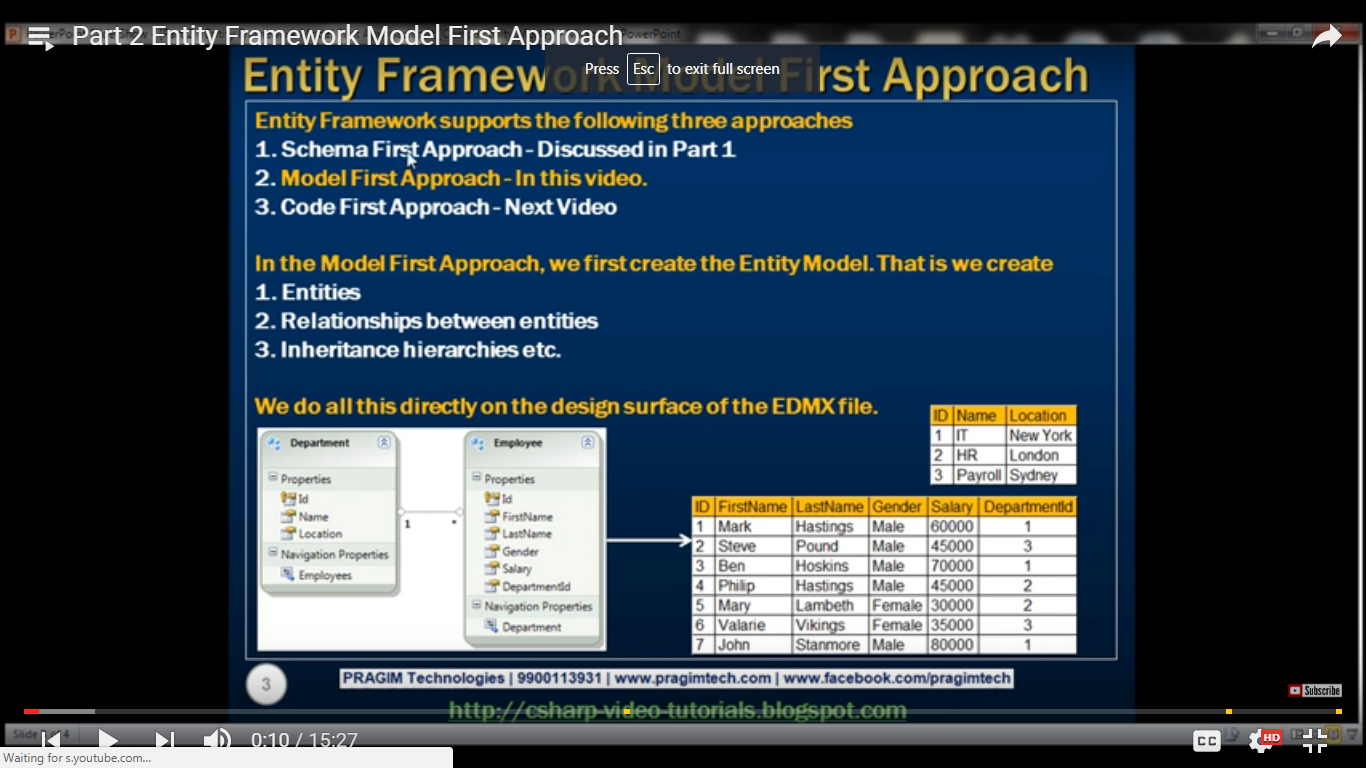 Part 2 Entity Framework Model First Approach
PowerPoint
Press Esc to exit full screen
Entity Framework Model First Approach
Entity Framework supports the following three approaches
1. Schema First Approach - Discussed in Part 1
2. Model First Approach - In this video.
3. Code First Approach - Next Video
In the Model First Approach, we first create the Entity Model. That is we create
1. Entities
2. Relationships between entities
3. Inheritance hierarchies etc.
We do all this directly on the design surface of the EDMX file.
Department
Properties
Id
Name
Location
Navigation Properties
Employees
1 *
Employee
Properties
Id
FirstName
LastName
Gender
Salary
DepartmentId
Navigation Properties
Department
ID Name Location
1 IT New York
2 HR London
3 Payroll Sydney
ID FirstName LastName Gender Salary DepartmentId
1 Mark Hastings Male 60000 1
2 Steve Pound Male 45000 3
3 Ben Hoskins Male 70000 1
4 Philip Hastings Male 45000 2
5 Mary Lambeth Female 30000 2
6 Valarie Vikings Female 35000 3
7 John Stanmore Male 80000 1
3
PRAGIM Technologies | 9900113931 | www.pragimtech.com | www.facebook.com/pragimtech
Subscribe
http://csharp-video-tutorials.blogspot.com
Slide
0:10 / 15:27
CC
HD
Waiting for s.youtube.com...